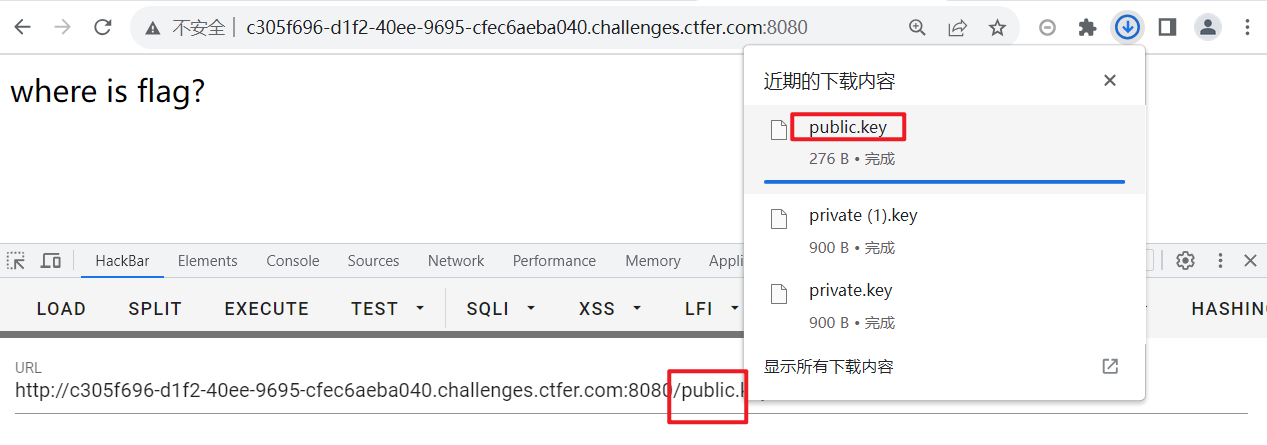 不安全 | c305f696-d1f2-40ee-9695-cfec6aeba040.challenges.ctfer.com:8080
where is flag?
近期的下载内容
public.key
276 B • 完成
private (1).key
900 B • 完成
private.key
900 B • 完成
显示所有下载内容
HackBar Elements Console Sources Network Performance Memory Appli
LOAD SPLIT EXECUTE TEST SQLI XSS LFI HASHING
URL
http://c305f696-d1f2-40ee-9695-cfec6aeba040.challenges.ctfer.com:8080/public.